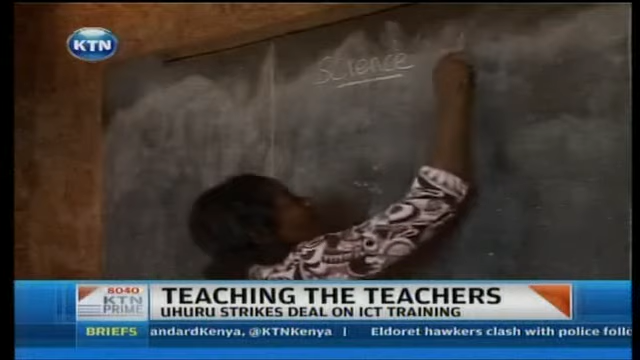 KTN
Science
8040
KTN
PRIME
TEACHING THE TEACHERS
UHURU STRIKES DEAL ON ICT TRAINING
BRIEFS
andardKenya, @KTNKenya | Eldoret hawkers clash with police follo